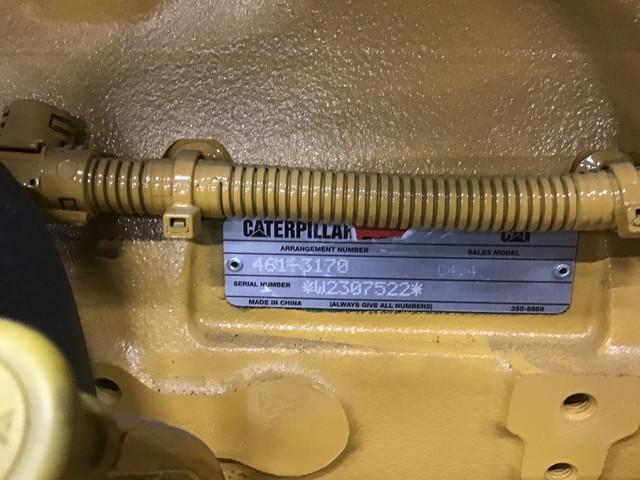 CATERPILLAR CAT
ARRANGEMENT NUMBER SALES MODEL
461-3170 C4.4
SERIAL NUMBER *W2307522*
MADE IN CHINA (ALWAYS GIVE ALL NUMBERS) 350-6959